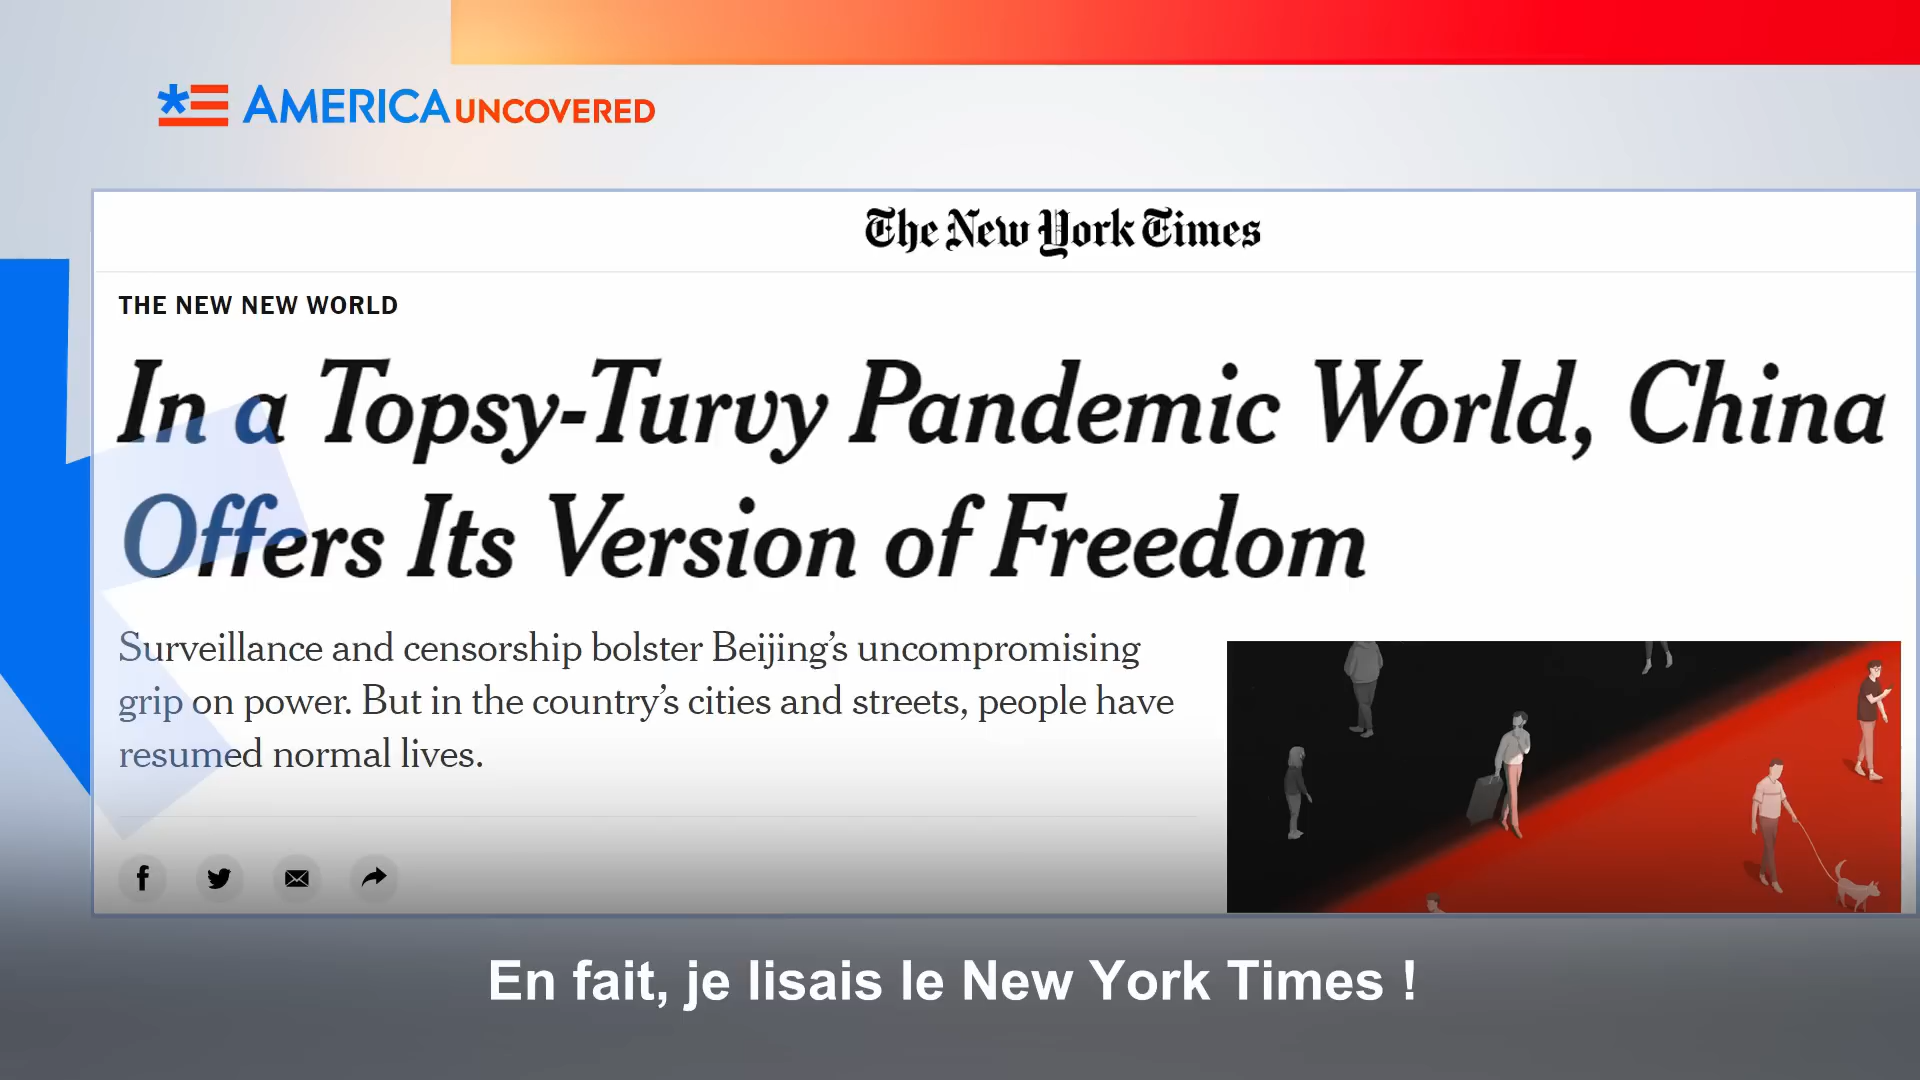 AMERICA UNCOVERED
The New York Times
THE NEW NEW WORLD
In a Topsy-Turvy Pandemic World, China
Offers Its Version of Freedom
Surveillance and censorship bolster Beijing’s uncompromising
grip on power. But in the country’s cities and streets, people have
resumed normal lives.
En fait, je lisais le New York Times !